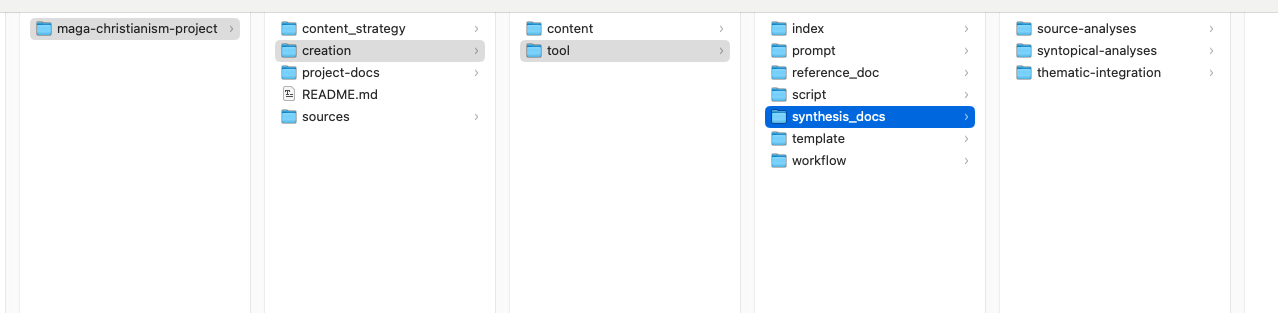 maga-christianism-project
content_strategy
creation
project-docs
README.md
sources
content
tool
index
prompt
reference_doc
script
synthesis_docs
template
workflow
source-analyses
syntopical-analyses
thematic-integration